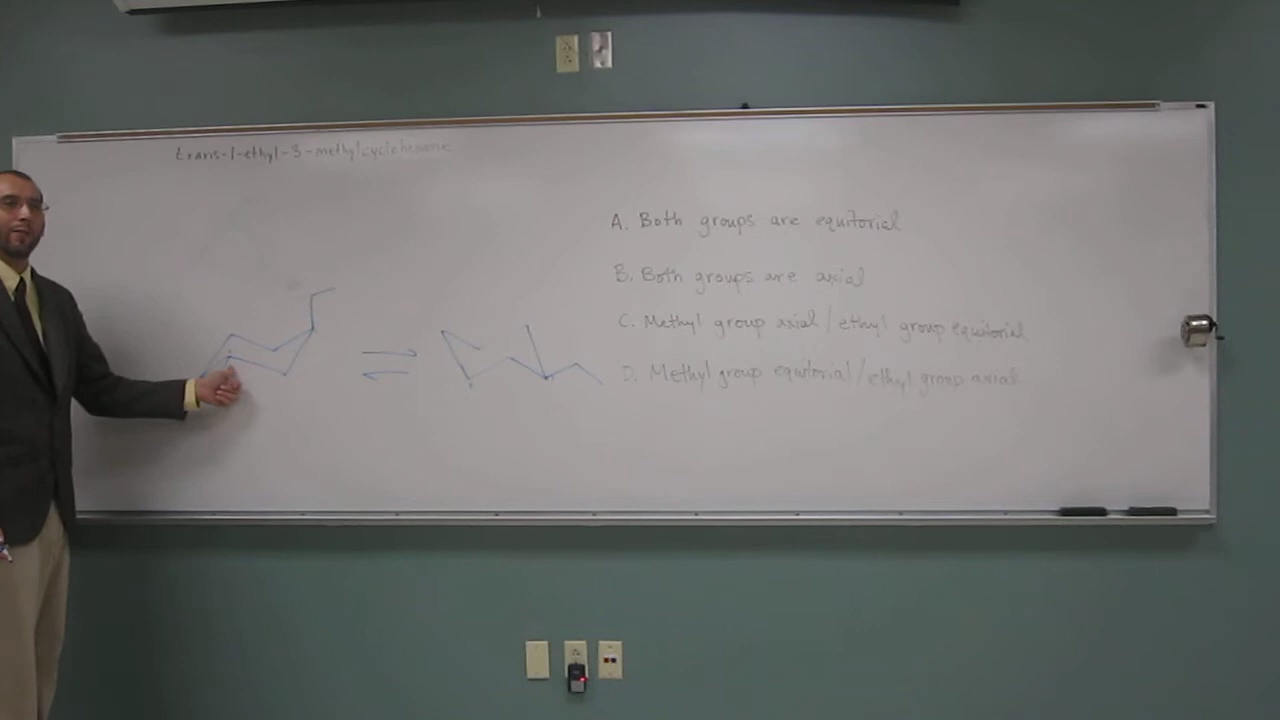 trans-1-ethyl-3-methylcyclohexane
A. Both groups are equitorial
B. Both groups are axial
C. Methyl group axial/ethyl group equitorial
D. Methyl group equitorial/ethyl group axial